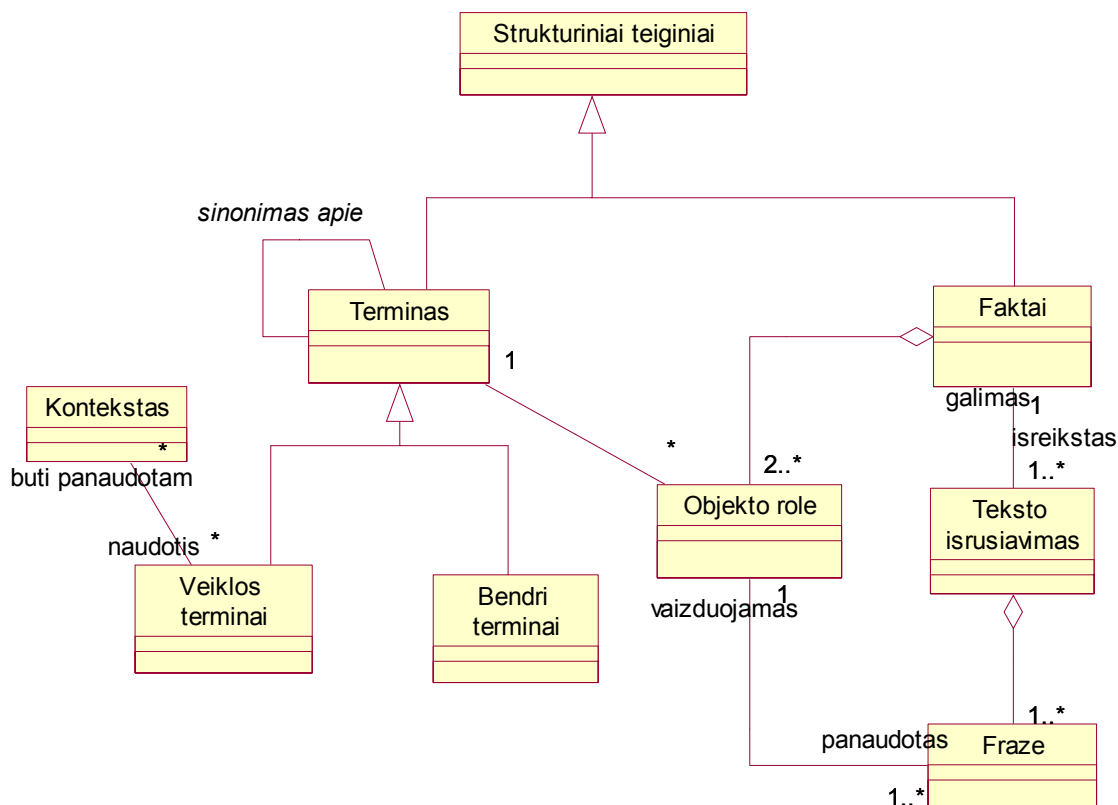 Strukturiniai teiginiai
sinonimas apie
Terminas
1
Faktai
galimas
1
isreikstas
1..*
Kontekstas
*
buti panaudotam
naudotis
*
*
2..*
Objekto role
1
vaizduojamas
Teksto
isrusiavimas
Veiklos
terminai
Bendri
terminai
1..*
panaudotas
Fraze
1..*